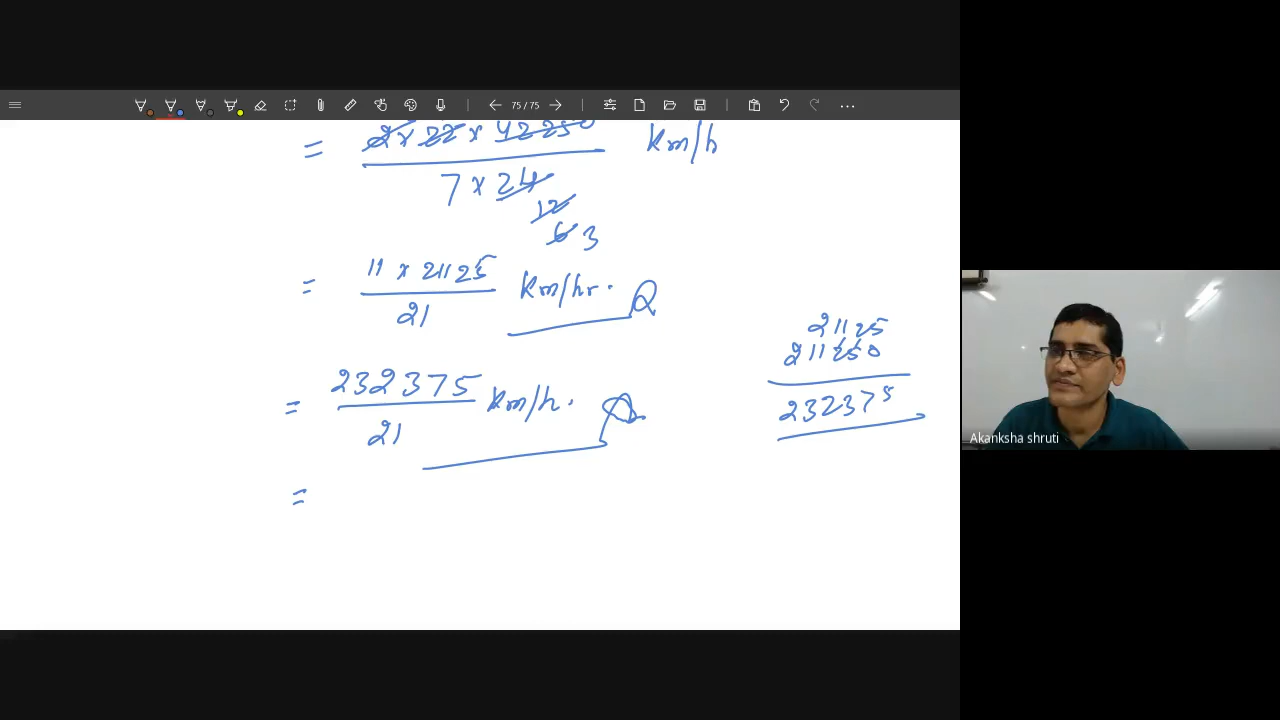 75 / 75
= 2 x 22 x 42250 km/h
7 x 24
12
6 3
= 11 x 21125 km/hr.
21
= 232375 km/h.
21
=
21125
211250
232375
Akanksha shruti